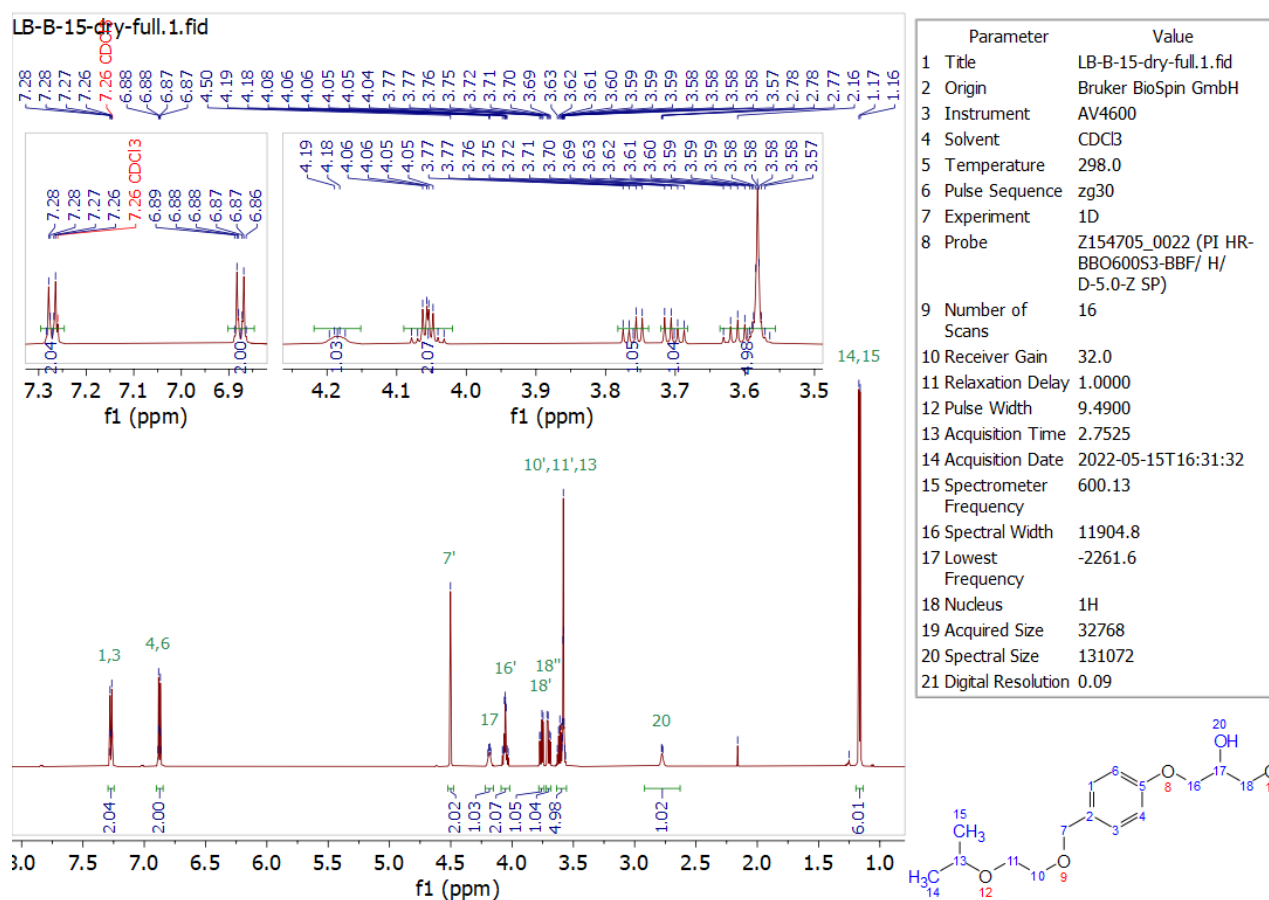 LB-B-15-dry-full.1.fid
7.28 7.28 7.27 7.26 7.26 CDCl3 6.88 6.88 6.87 6.87 4.50 4.19 4.18 4.08 4.06 4.06 4.05 4.05 4.04 3.77 3.77 3.76 3.75 3.72 3.71 3.70 3.69 3.63 3.62 3.61 3.60 3.59 3.59 3.59 3.58 3.58 3.58 3.58 3.57 2.78 2.78 2.77 2.16 1.17 1.16
7.28 7.28 7.27 7.26 7.26 CDCl3 6.89 6.88 6.88 6.87 6.87 6.86
2.04 2.00
7.3 7.2 7.1 7.0 6.9
f1 (ppm)
4.19 4.18 4.06 4.06 4.05 4.05 3.77 3.77 3.76 3.75 3.72 3.71 3.70 3.69 3.63 3.62 3.61 3.60 3.59 3.59 3.59 3.58 3.58 3.58 3.58 3.57
1.03 2.07 1.05 1.04 4.98
4.2 4.1 4.0 3.9 3.8 3.7 3.6 3.5
f1 (ppm)
14,15
10',11',13
7'
1,3
4,6
16'
18"
18'
17
20
2.04 2.00 2.02 1.03 2.07 1.05 1.04 4.98 1.02 6.01
7.5 7.0 6.5 6.0 5.5 5.0 4.5 4.0 3.5 3.0 2.5 2.0 1.5 1.0
f1 (ppm)
Parameter Value
1 Title LB-B-15-dry-full.1.fid
2 Origin Bruker BioSpin GmbH
3 Instrument AV4600
4 Solvent CDCl3
5 Temperature 298.0
6 Pulse Sequence zg30
7 Experiment 1D
8 Probe Z154705_0022 (PI HR-
BBO600S3-BBF/ H/
D-5.0-Z SP)
9 Number of 16
Scans
10 Receiver Gain 32.0
11 Relaxation Delay 1.0000
12 Pulse Width 9.4900
13 Acquisition Time 2.7525
14 Acquisition Date 2022-05-15T16:31:32
15 Spectrometer 600.13
Frequency
16 Spectral Width 11904.8
17 Lowest -2261.6
Frequency
18 Nucleus 1H
19 Acquired Size 32768
20 Spectral Size 131072
21 Digital Resolution 0.09
20
OH
6 O 17
1 5 8 16 18
15 2 4
CH3 7 3
13 11 O
H3C O 10 9
14 12